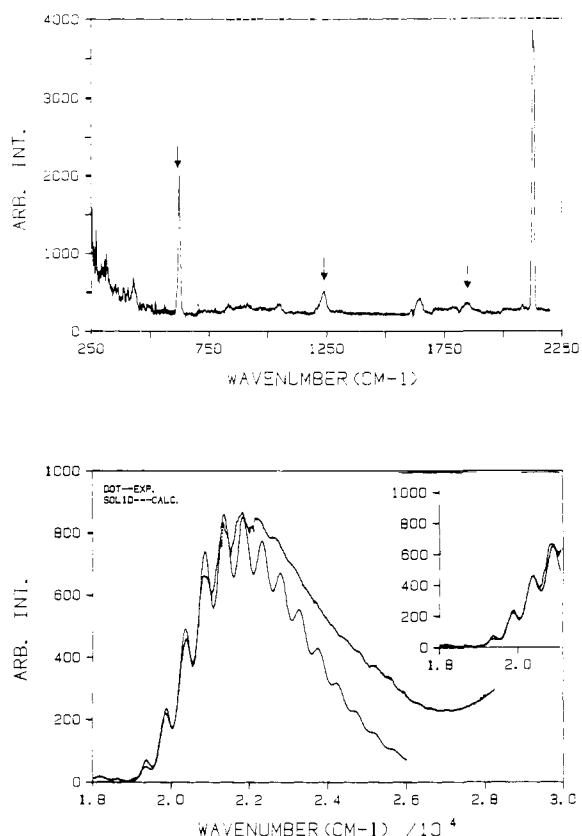 4000
3000
2000
1000
0
ARB. INT.
250 750 1250 1750 2250
WAVENUMBER(CM-1)
1000
800
600
400
200
0
ARB. INT.
DOT--EXP.
SOLID---CALC.
1000
800
600
400
200
0
1.8 2.0
1.8 2.0 2.2 2.4 2.6 2.8 3.0
WAVENUMBER(CM-1) /10 4